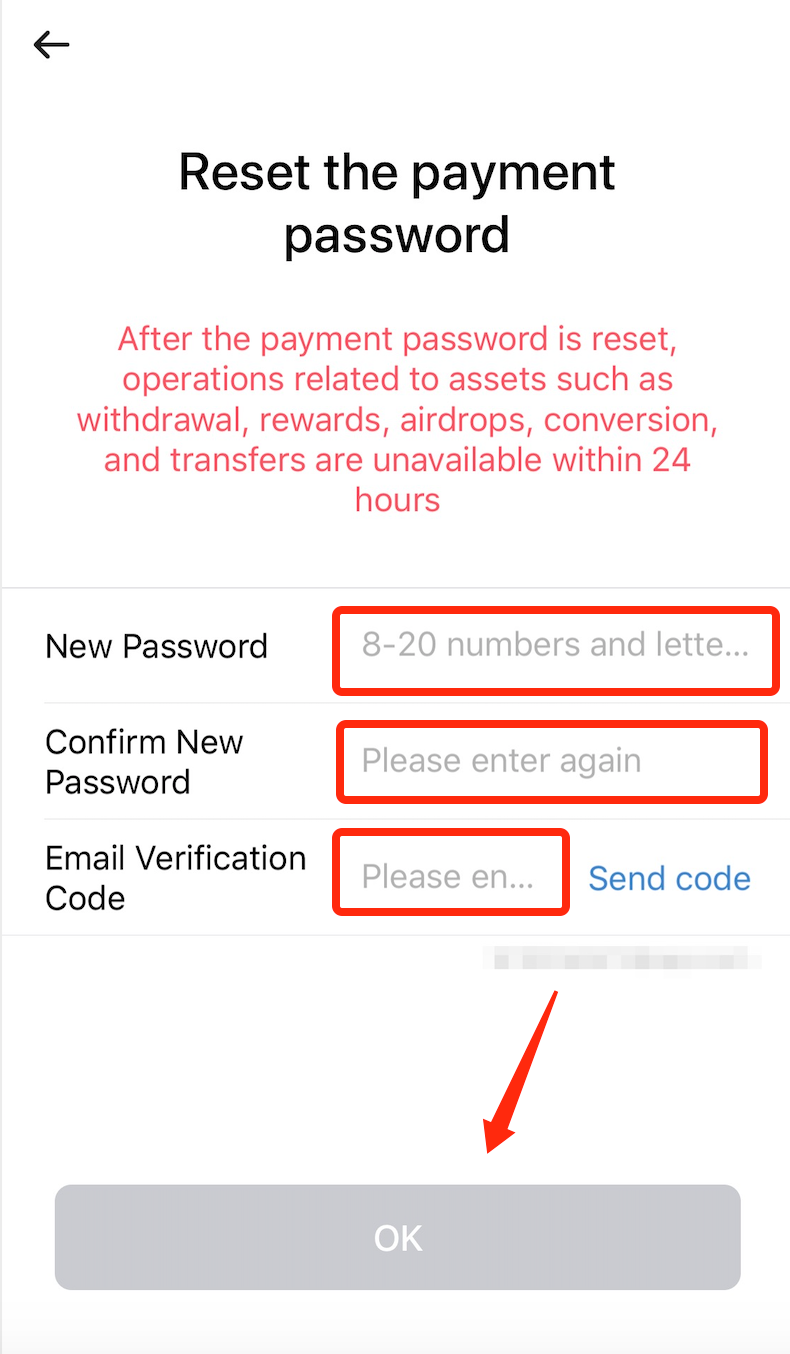 Reset the payment
password
After the payment password is reset,
operations related to assets such as
withdrawal, rewards, airdrops, conversion,
and transfers are unavailable within 24
hours
New Password
8-20 numbers and lette...
Confirm New
Password
Please enter again
Email Verification
Code
Please en...
Send code
OK